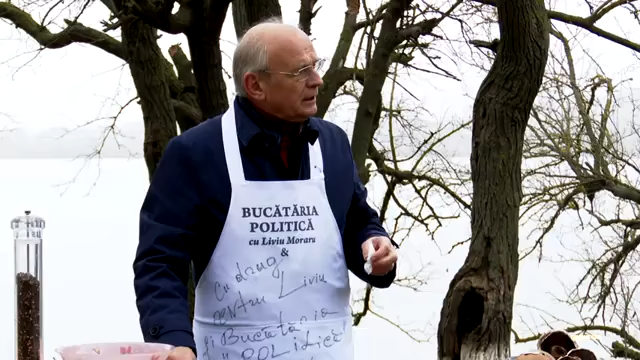 BUCĂTĂRIA
POLITICĂ
cu Liviu Moraru
&
Cu drag
pentru Liviu
și Bucătăria
POLitică!